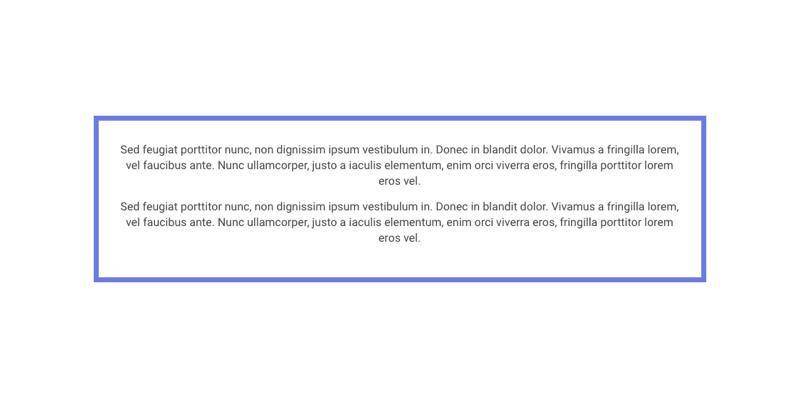 Sed feugiat porttitor nunc, non dignissim ipsum vestibulum in. Donec in blandit dolor. Vivamus a fringilla lorem,
vel faucibus ante. Nunc ullamcorper, justo a iaculis elementum, enim orci viverra eros, fringilla porttitor lorem
eros vel.
Sed feugiat porttitor nunc, non dignissim ipsum vestibulum in. Donec in blandit dolor. Vivamus a fringilla lorem,
vel faucibus ante. Nunc ullamcorper, justo a iaculis elementum, enim orci viverra eros, fringilla porttitor lorem
eros vel.